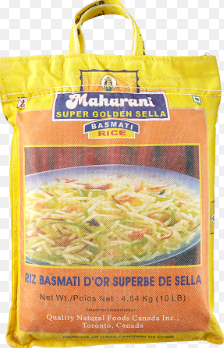 Maharani
SUPER GOLDEN SELLA
BASMATI
RICE
RIZ BASMATI D'OR SUPERBE DE SELLA
Net Wt./Poids Net : 4.54 Kg (10 LB)
Quality Natural Foods Canada Inc.,
Toronto, Canada